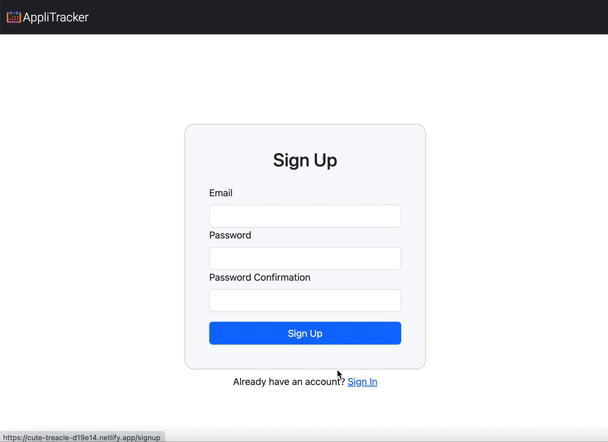 AppliTracker
Sign Up
Email
Password
Password Confirmation
Sign Up
Already have an account? Sign In
https://cute-treacle-d19e14.netlify.app/signup